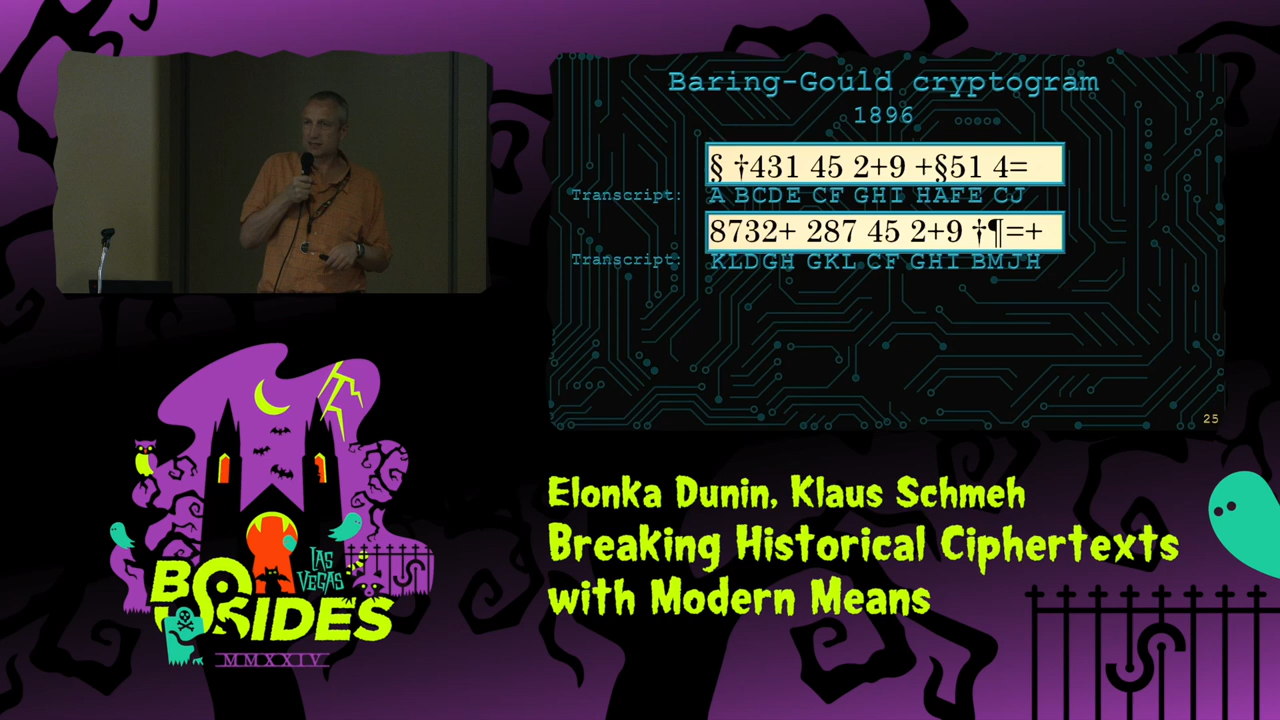 Baring-Gould cryptogram
1896
§ †431 45 2+9 +§51 4=
Transcript: A BCDE CF GHI HAFE CJ
8732+ 287 45 2+9 †¶=+
Transcript: KLDGH GKL CF GHI BMJH
25
BSIDES
LAS
VEGAS
MMXXIV
Elonka Dunin, Klaus Schmeh
Breaking Historical Ciphertexts
with Modern Means